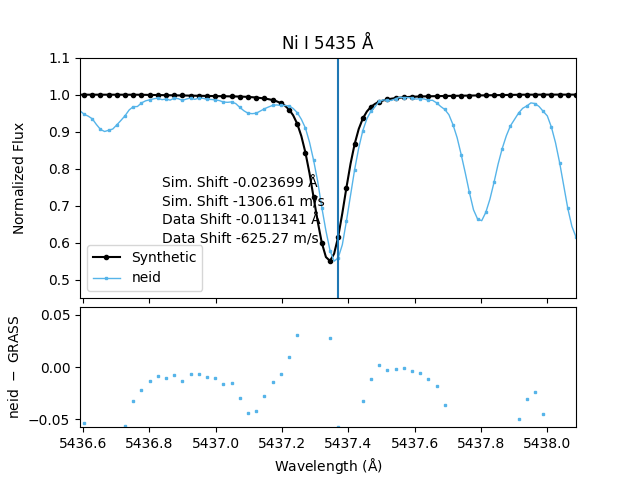 Ni I 5435 Å
1.1
1.0
0.9
0.8
0.7
0.6
0.5
Normalized Flux
Sim. Shift -0.023699 Å
Sim. Shift -1306.61 m/s
Data Shift -0.011341 Å
Data Shift -625.27 m/s
Synthetic
neid
0.05
0.00
−0.05
neid − GRASS
5436.6 5436.8 5437.0 5437.2 5437.4 5437.6 5437.8 5438.0
Wavelength (Å)